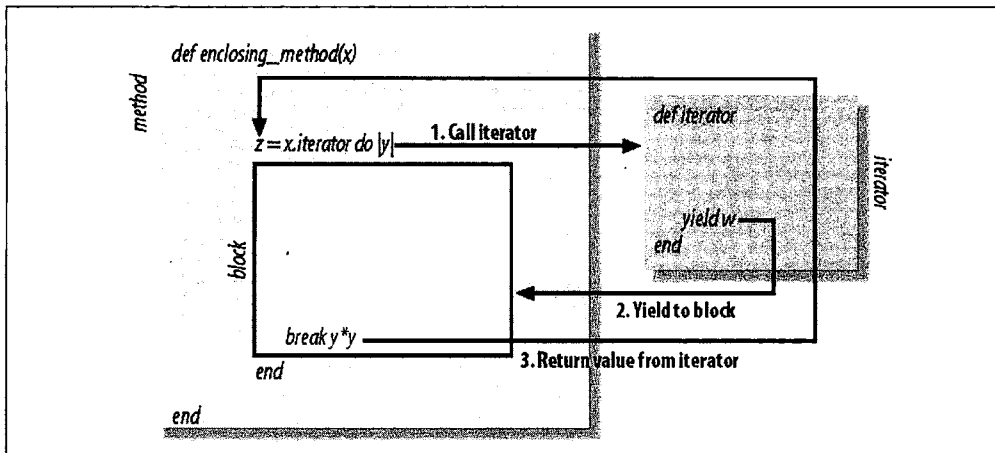 def enclosing_method(x)
method
z = x.iterator do |y|
1. Call iterator
def iterator
iterator
yield w
end
block
2. Yield to block
break y*y
3. Return value from iterator
end
end